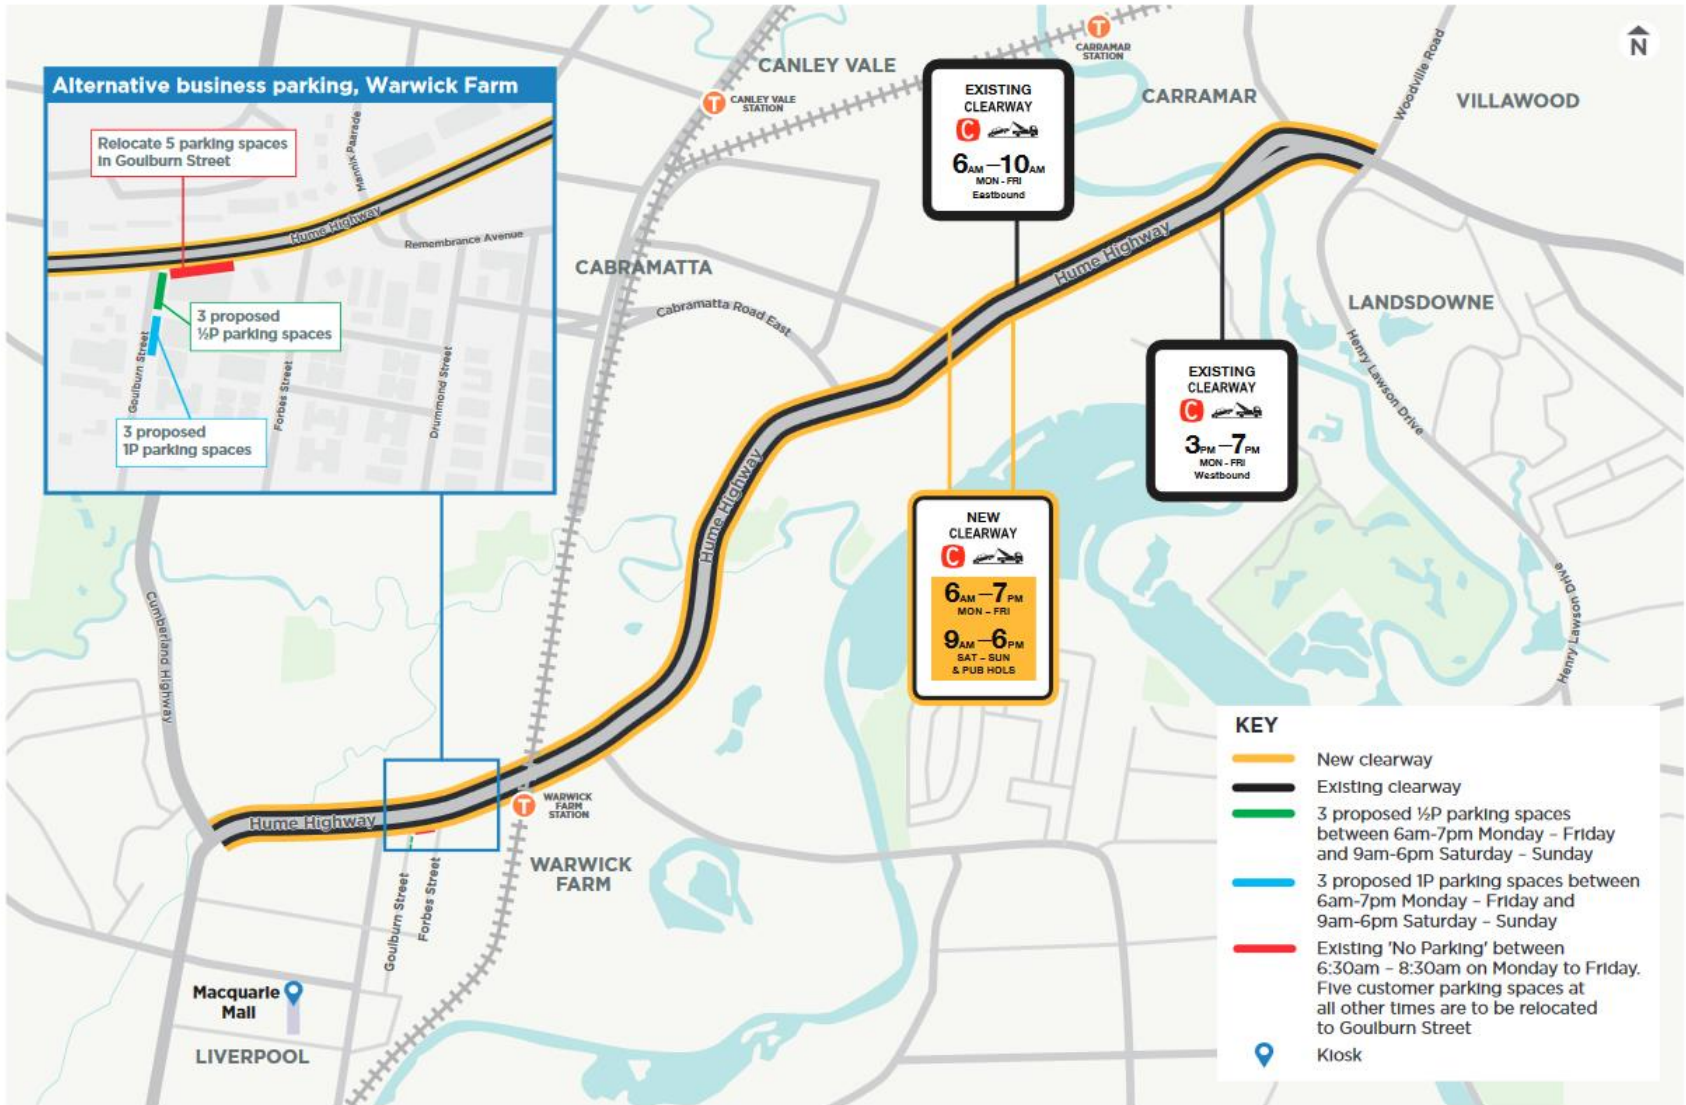 Alternative business parking, Warwick Farm
Relocate 5 parking spaces
in Goulburn Street
Mannix Paarade
Hume Highway
Remembrance Avenue
3 proposed
½P parking spaces
Goulburn Street
Forbes Street
Drummond Street
3 proposed
1P parking spaces
CANLEY VALE
CANLEY VALE
STATION
T
T
CARRAMAR
STATION
CARRAMAR
Woodville Road
VILLAWOOD
N
EXISTING
CLEARWAY
C
6AM–10AM
MON - FRI
Eastbound
CABRAMATTA
Cabramatta Road East
Hume Highway
LANDSDOWNE
Henry Lawson Drive
EXISTING
CLEARWAY
C
3PM–7PM
MON - FRI
Westbound
Hume Highway
NEW
CLEARWAY
C
6AM–7PM
MON – FRI
9AM–6PM
SAT – SUN
& PUB HOLS
Henry Lawson Drive
Cumberland Highway
Hume Highway
T
WARWICK
FARM
STATION
WARWICK
FARM
Goulburn Street
Forbes Street
Macquarie
Mall
LIVERPOOL
KEY
New clearway
Existing clearway
3 proposed ½P parking spaces
between 6am-7pm Monday – Friday
and 9am-6pm Saturday – Sunday
3 proposed 1P parking spaces between
6am-7pm Monday – Friday and
9am-6pm Saturday – Sunday
Existing 'No Parking' between
6:30am – 8:30am on Monday to Friday.
Five customer parking spaces at
all other times are to be relocated
to Goulburn Street
Kiosk